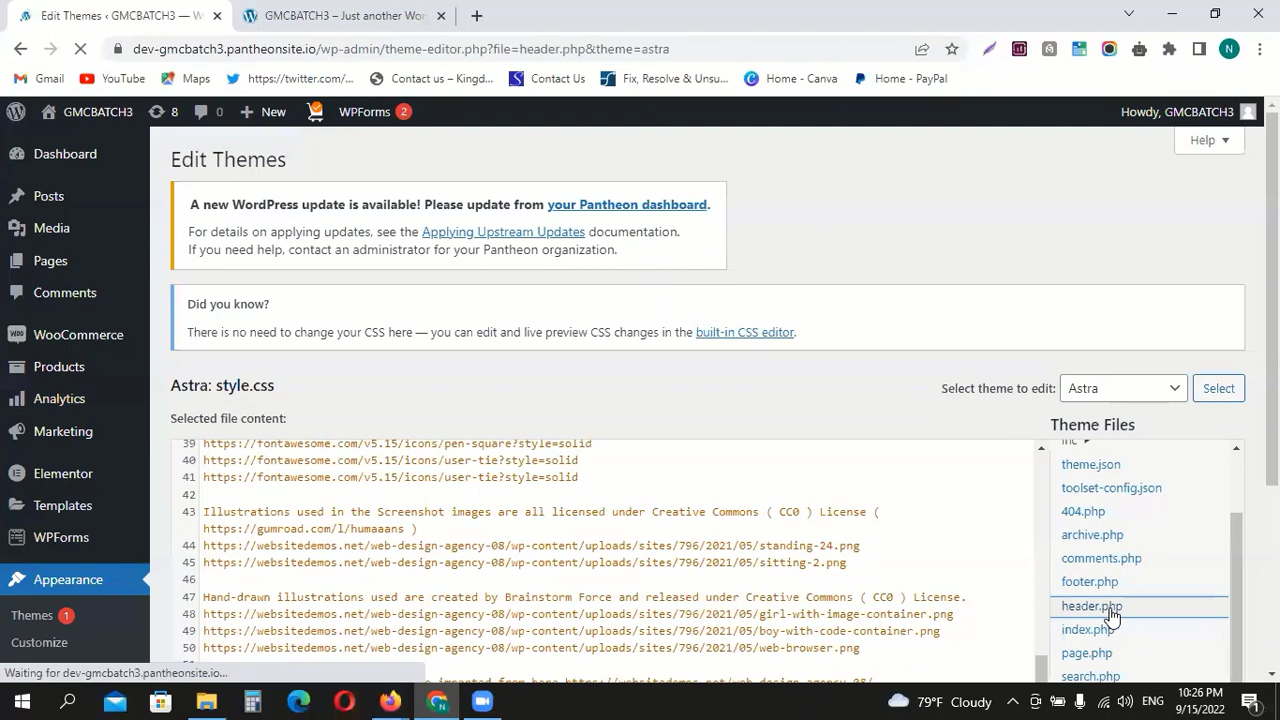 Edit Themes ‹ GMCBATCH3 — W
GMCBATCH3 – Just another Wor
dev-gmcbatch3.pantheonsite.io/wp-admin/theme-editor.php?file=header.php&theme=astra
N
Gmail
YouTube
Maps
https://twitter.com/...
Contact us – Kingd...
Contact Us
Fix, Resolve & Unsu...
Home - Canva
Home - PayPal
GMCBATCH3
8
0
New
WPForms 2
Howdy, GMCBATCH3
Help
Dashboard
Posts
Media
Pages
Comments
WooCommerce
Products
Analytics
Marketing
Elementor
Templates
WPForms
Appearance
Themes 1
Customize
Edit Themes
A new WordPress update is available! Please update from your Pantheon dashboard.
For details on applying updates, see the Applying Upstream Updates documentation.
If you need help, contact an administrator for your Pantheon organization.
Did you know?
There is no need to change your CSS here — you can edit and live preview CSS changes in the built-in CSS editor.
Astra: style.css
Select theme to edit: Astra Select
Selected file content:
39 https://fontawesome.com/v5.15/icons/pen-square?style=solid
40 https://fontawesome.com/v5.15/icons/user-tie?style=solid
41 https://fontawesome.com/v5.15/icons/user-tie?style=solid
42
43 Illustrations used in the Screenshot images are all licensed under Creative Commons ( CC0 ) License (
https://gumroad.com/l/humaaans )
44 https://websitedemos.net/web-design-agency-08/wp-content/uploads/sites/796/2021/05/standing-24.png
45 https://websitedemos.net/web-design-agency-08/wp-content/uploads/sites/796/2021/05/sitting-2.png
46
47 Hand-drawn illustrations used are created by Brainstorm Force and released under Creative Commons ( CC0 ) License.
48 https://websitedemos.net/web-design-agency-08/wp-content/uploads/sites/796/2021/05/girl-with-image-container.png
49 https://websitedemos.net/web-design-agency-08/wp-content/uploads/sites/796/2021/05/boy-with-code-container.png
50 https://websitedemos.net/web-design-agency-08/wp-content/uploads/sites/796/2021/05/web-browser.png
imported from here https://websitedemos.net/web-design-agency-08/
Theme Files
inc
theme.json
toolset-config.json
404.php
archive.php
comments.php
footer.php
header.php
index.php
page.php
search.php
Waiting for dev-gmcbatch3.pantheonsite.io...
79°F Cloudy
ENG
10:26 PM
9/15/2022
1